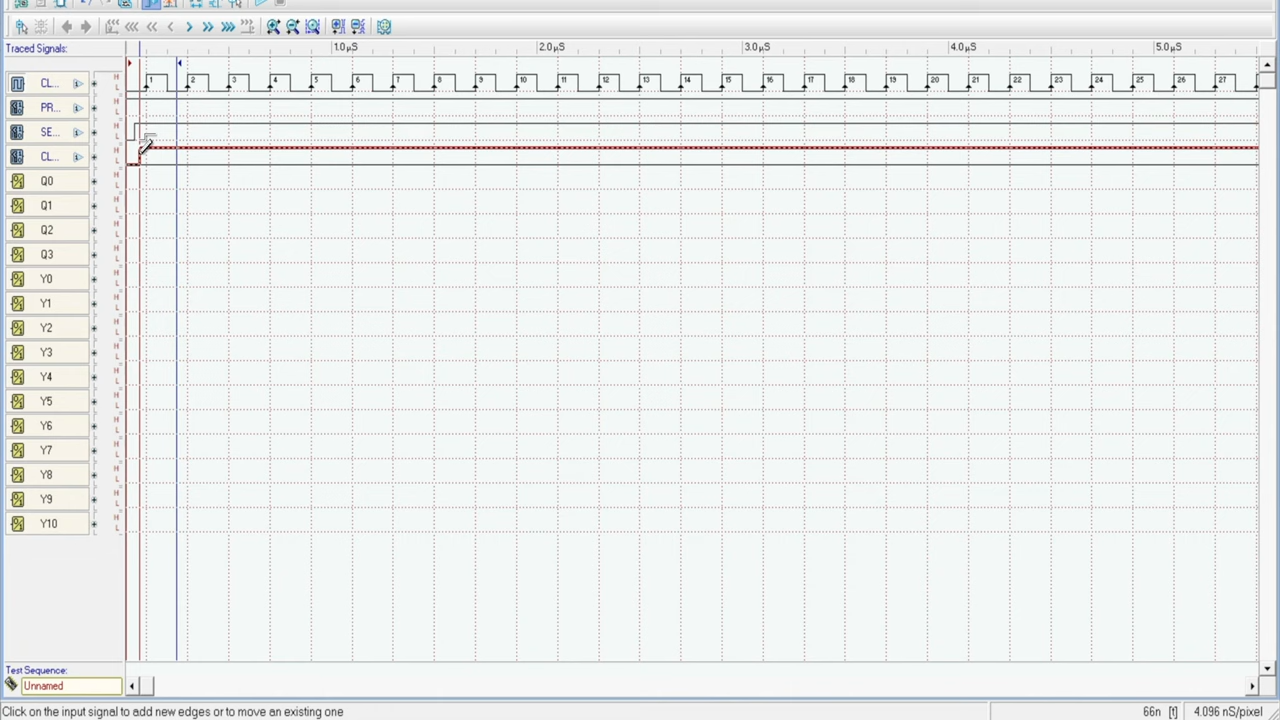 Traced Signals:
1.0µS 2.0µS 3.0µS 4.0µS 5.0µS
CL... H L 1 2 3 4 5 6 7 8 9 10 11 12 13 14 15 16 17 18 19 20 21 22 23 24 25 26 27
PR... H L
SE... H L
CL... H L
Q0 H L
Q1 H L
Q2 H L
Q3 H L
Y0 H L
Y1 H L
Y2 H L
Y3 H L
Y4 H L
Y5 H L
Y6 H L
Y7 H L
Y8 H L
Y9 H L
Y10 H L
Test Sequence:
Unnamed
Click on the input signal to add new edges or to move an existing one 66n [t] 4.096 nS/pixel